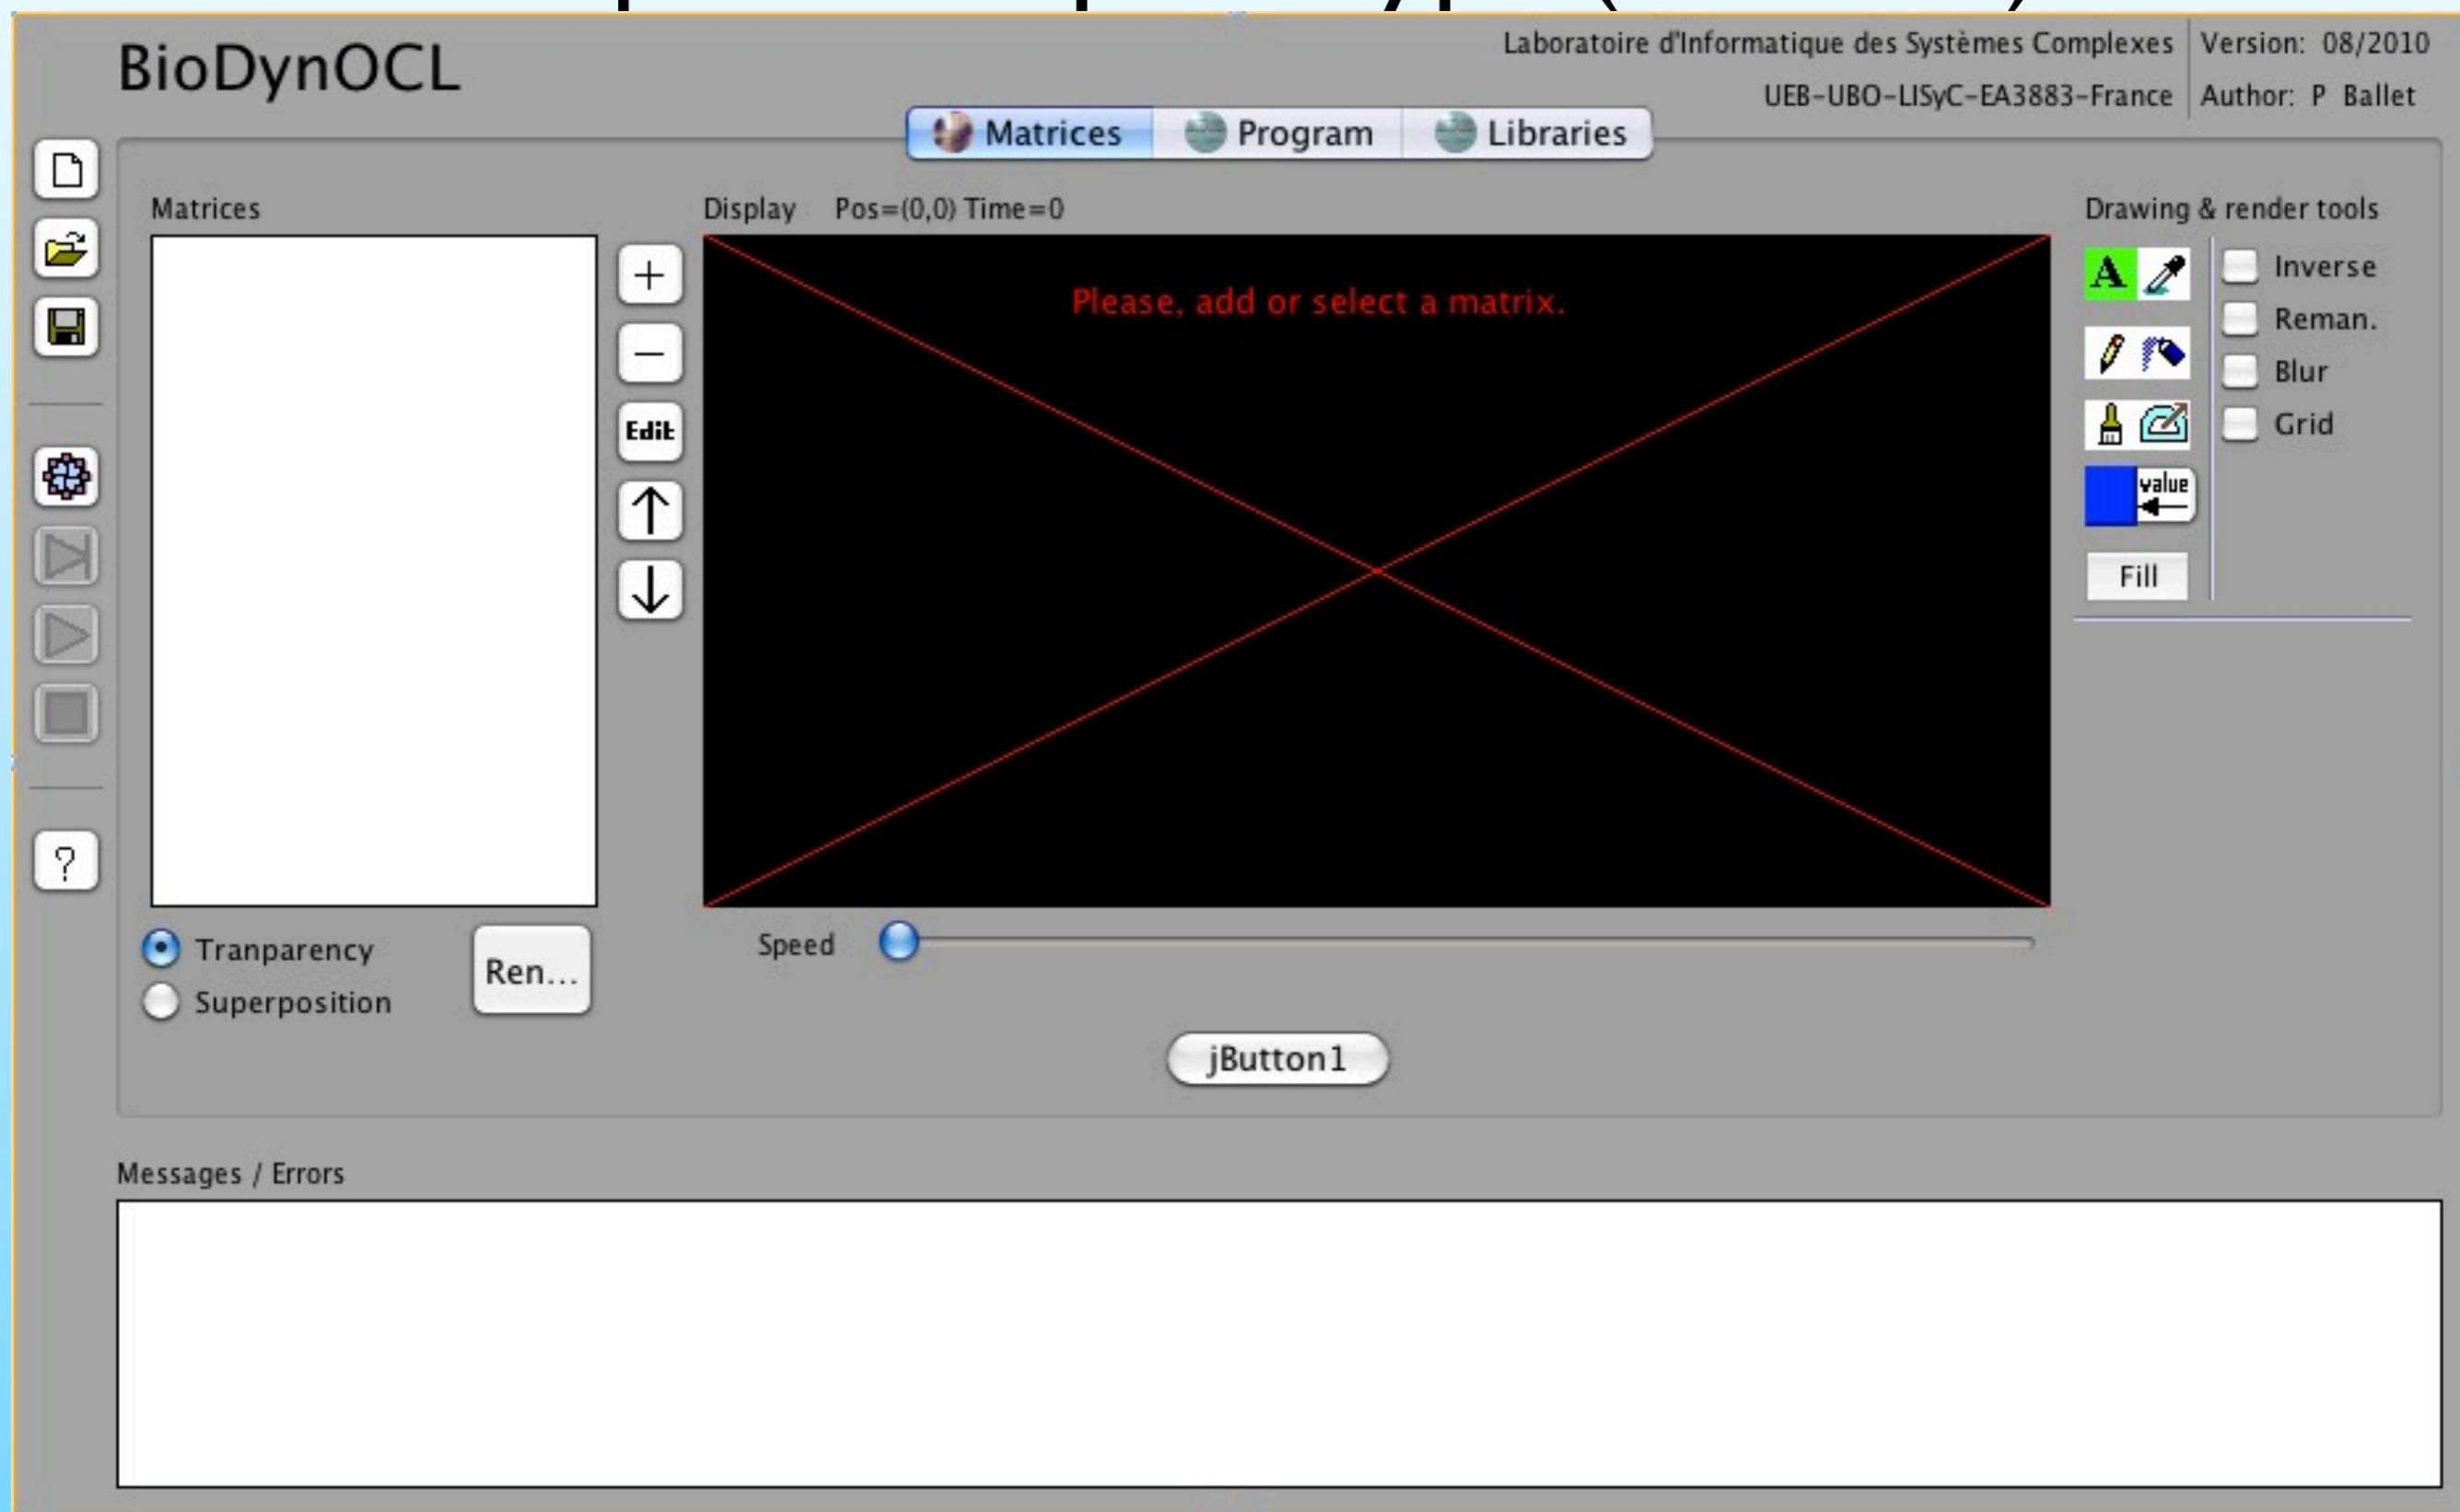 BioDynOCL
Laboratoire d'Informatique des Systèmes Complexes
UEB-UBO-LISyC-EA3883-France
Version: 08/2010
Author: P Ballet
Matrices
Program
Libraries
Matrices
Display Pos=(0,0) Time=0
Drawing & render tools
+
−
Edit
↑
↓
Please, add or select a matrix.
A
Inverse
Reman.
Blur
Grid
value
Fill
?
Tranparency
Superposition
Ren...
Speed
jButton1
Messages / Errors